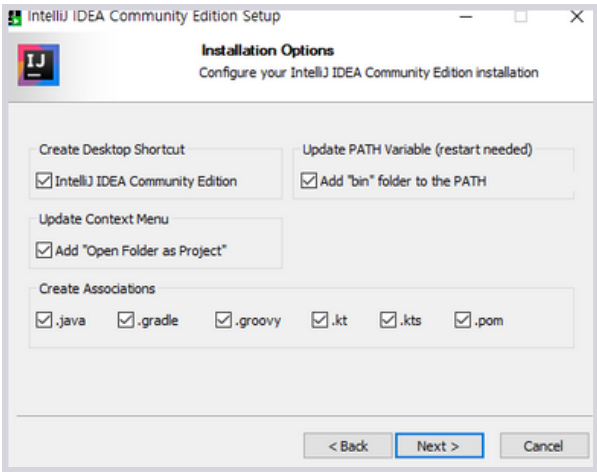 IntelliJ IDEA Community Edition Setup
IJ
Installation Options
Configure your IntelliJ IDEA Community Edition installation
Create Desktop Shortcut
IntelliJ IDEA Community Edition
Update PATH Variable (restart needed)
Add "bin" folder to the PATH
Update Context Menu
Add "Open Folder as Project"
Create Associations
.java .gradle .groovy .kt .kts .pom
< Back Next > Cancel